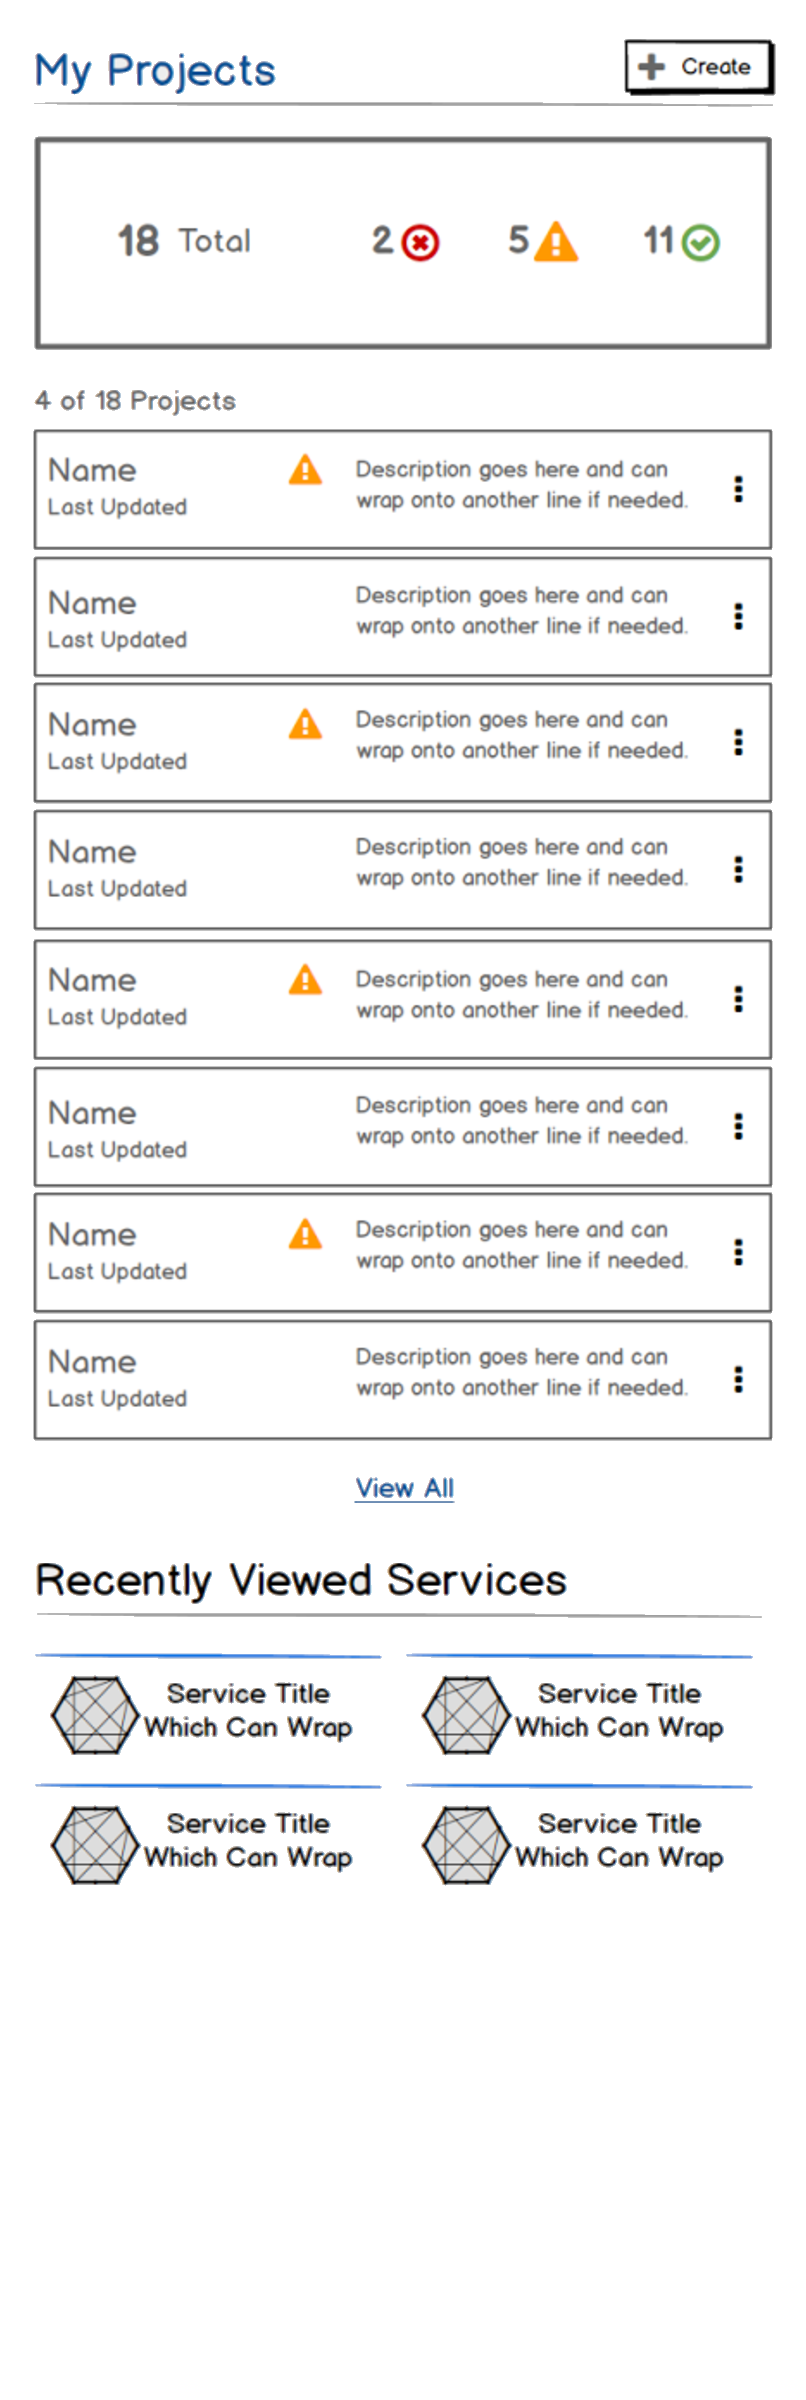 My Projects
Create
18 Total
2
5
11
4 of 18 Projects
Name
Last Updated
Description goes here and can
wrap onto another line if needed.
Name
Last Updated
Description goes here and can
wrap onto another line if needed.
Name
Last Updated
Description goes here and can
wrap onto another line if needed.
Name
Last Updated
Description goes here and can
wrap onto another line if needed.
Name
Last Updated
Description goes here and can
wrap onto another line if needed.
Name
Last Updated
Description goes here and can
wrap onto another line if needed.
Name
Last Updated
Description goes here and can
wrap onto another line if needed.
Name
Last Updated
Description goes here and can
wrap onto another line if needed.
View All
Recently Viewed Services
Service Title
Which Can Wrap
Service Title
Which Can Wrap
Service Title
Which Can Wrap
Service Title
Which Can Wrap